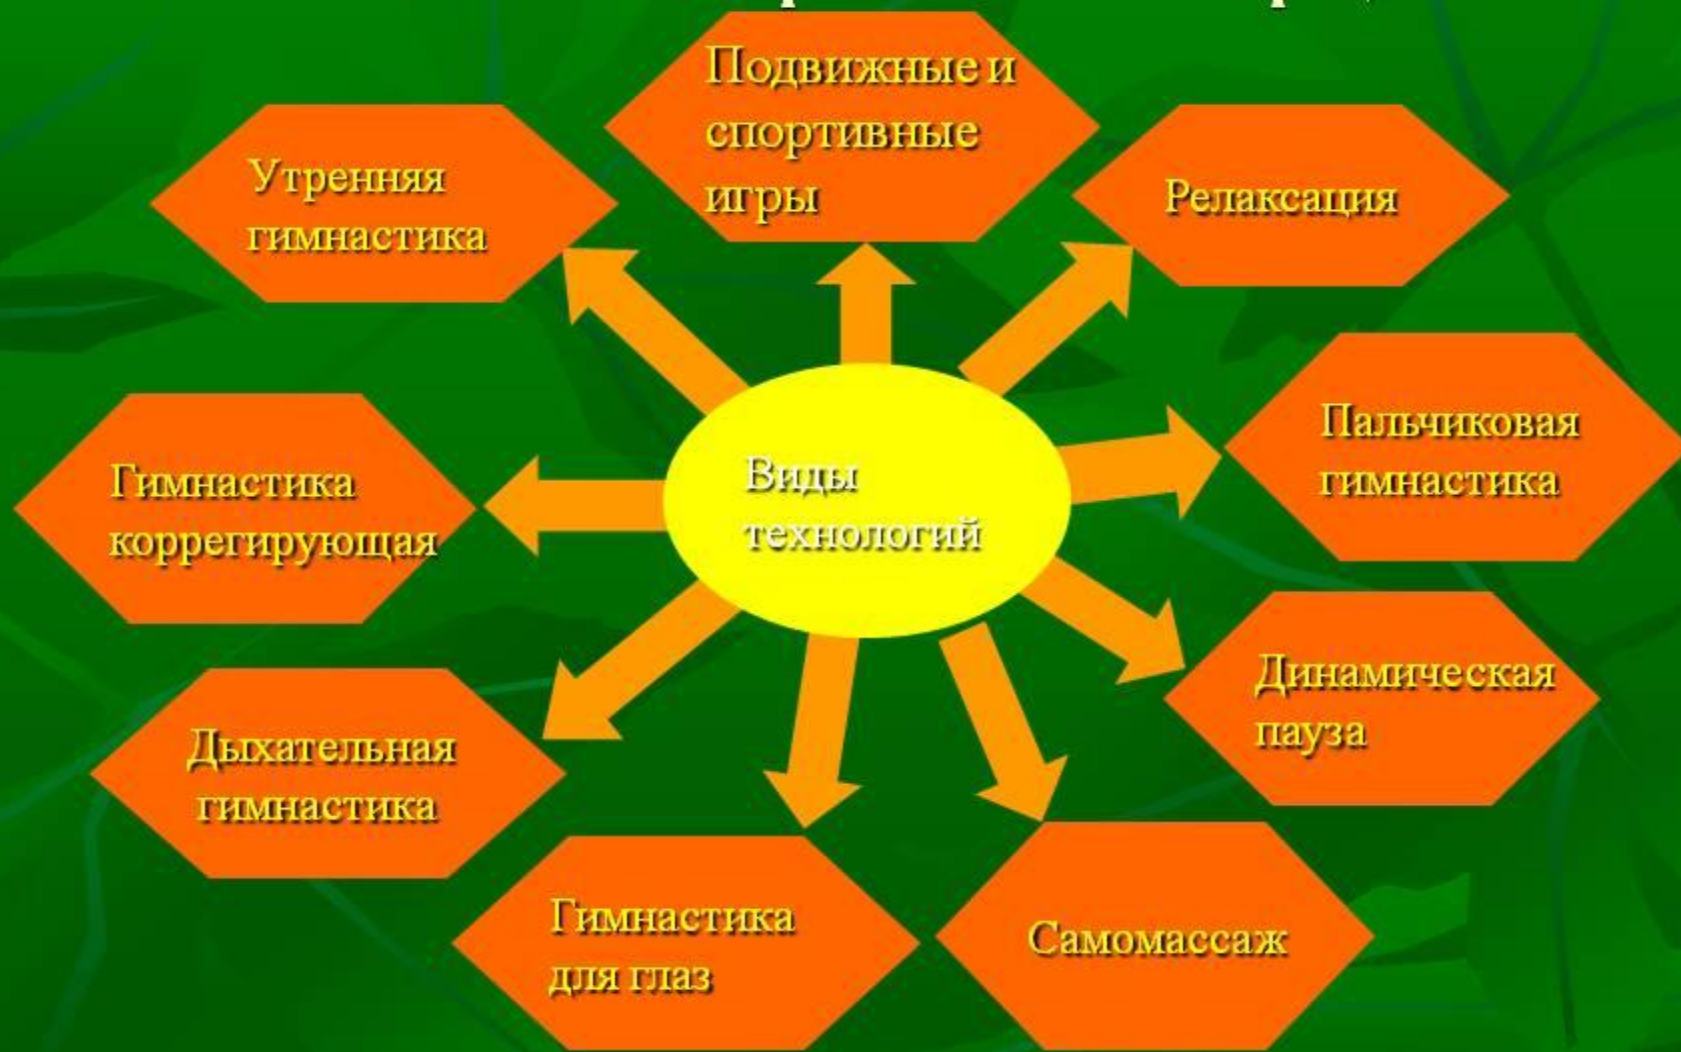 Подвижные и
спортивные
игры
Утренняя
гимнастика
Релаксация
Пальчиковая
гимнастика
Гимнастика
коррегирующая
Виды
технологий
Динамическая
пауза
Дыхательная
гимнастика
Гимнастика
для глаз
Самомассаж